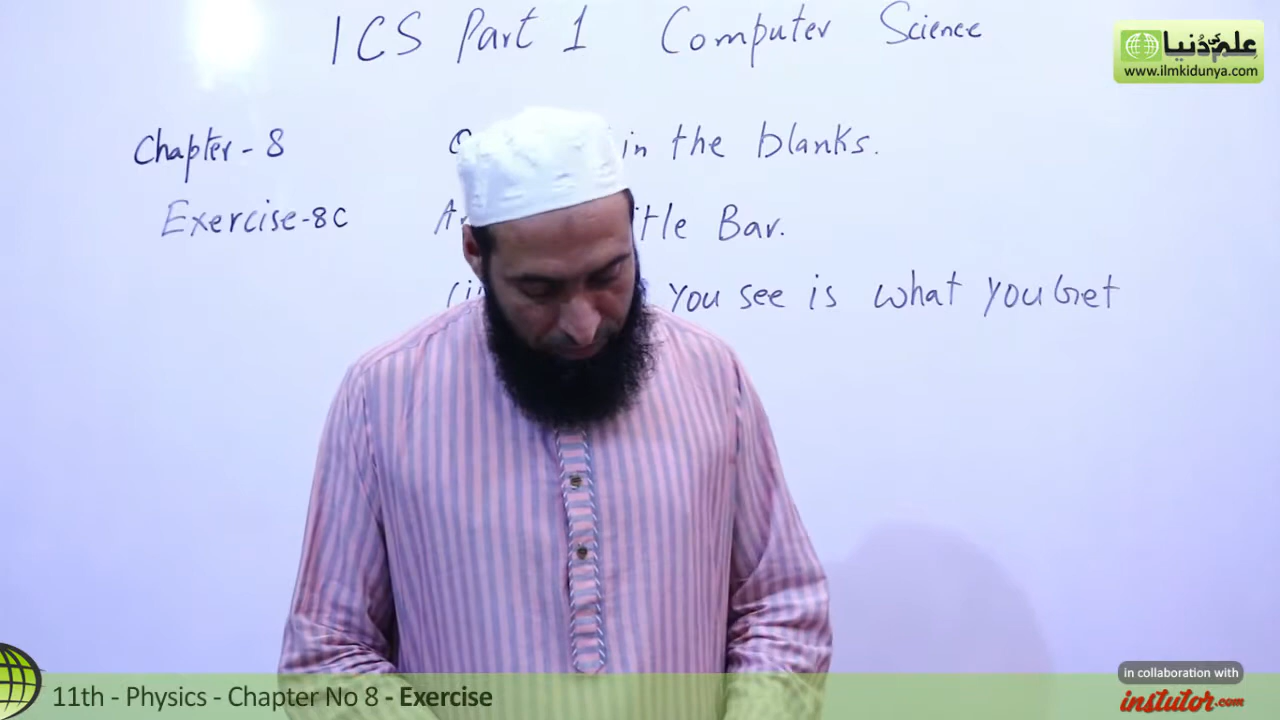 ICS Part 1 Computer Science
علم کی دنیا
www.ilmkidunya.com
Chapter - 8
in the blanks.
Exercise-8C
Bar.
You see is what You Get
11th - Physics - Chapter No 8 - Exercise
in collaboration with
instutor.com